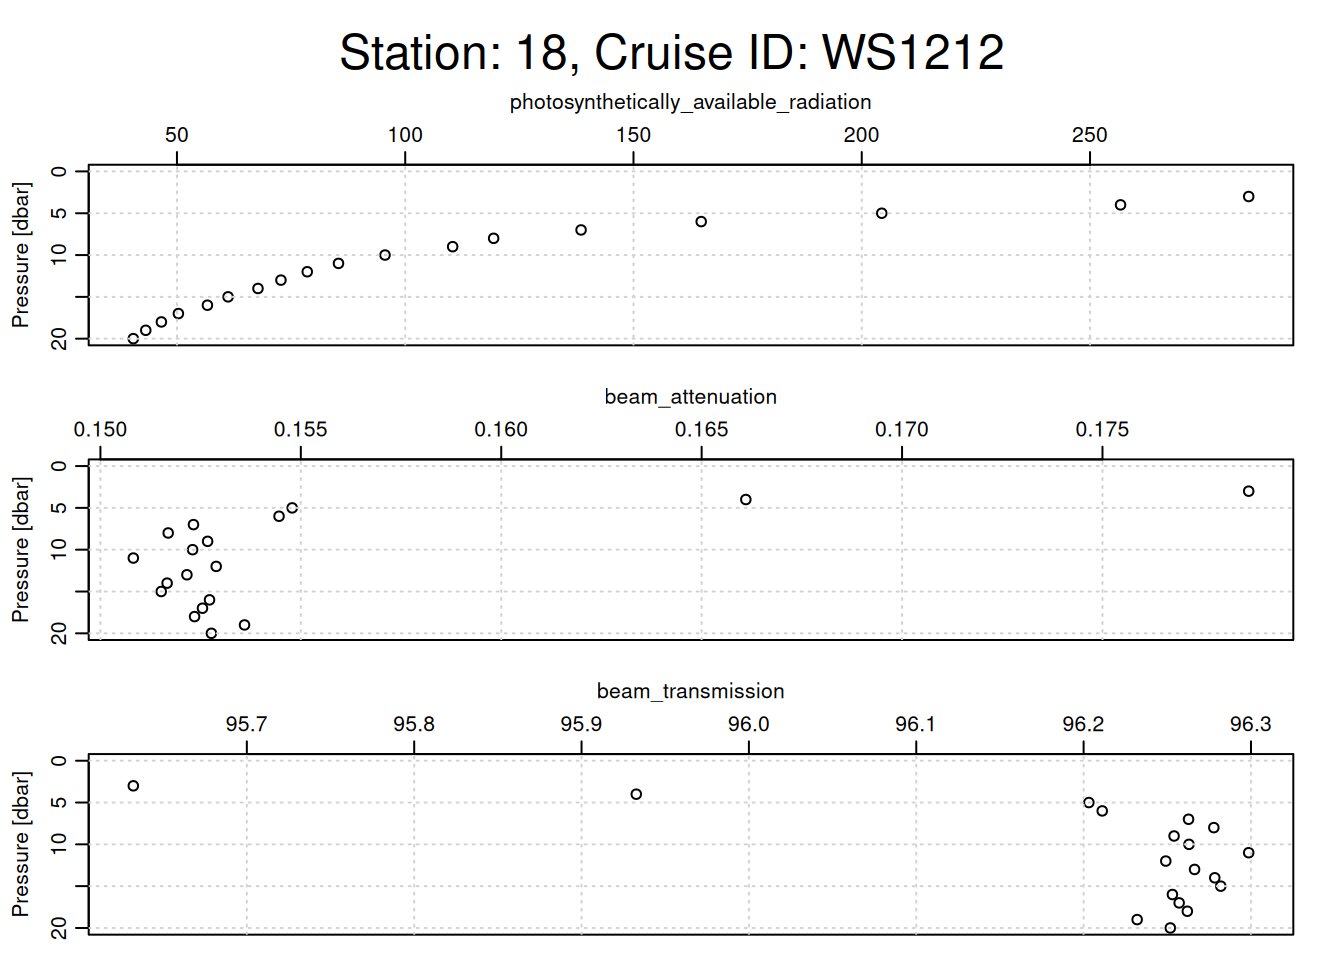 Station: 18, Cruise ID: WS1212
photosynthetically_available_radiation
50 100 150 200 250
Pressure [dbar]
0
5
10
20
beam_attenuation
0.150 0.155 0.160 0.165 0.170 0.175
Pressure [dbar]
0
5
10
20
beam_transmission
95.7 95.8 95.9 96.0 96.1 96.2 96.3
Pressure [dbar]
0
5
10
20